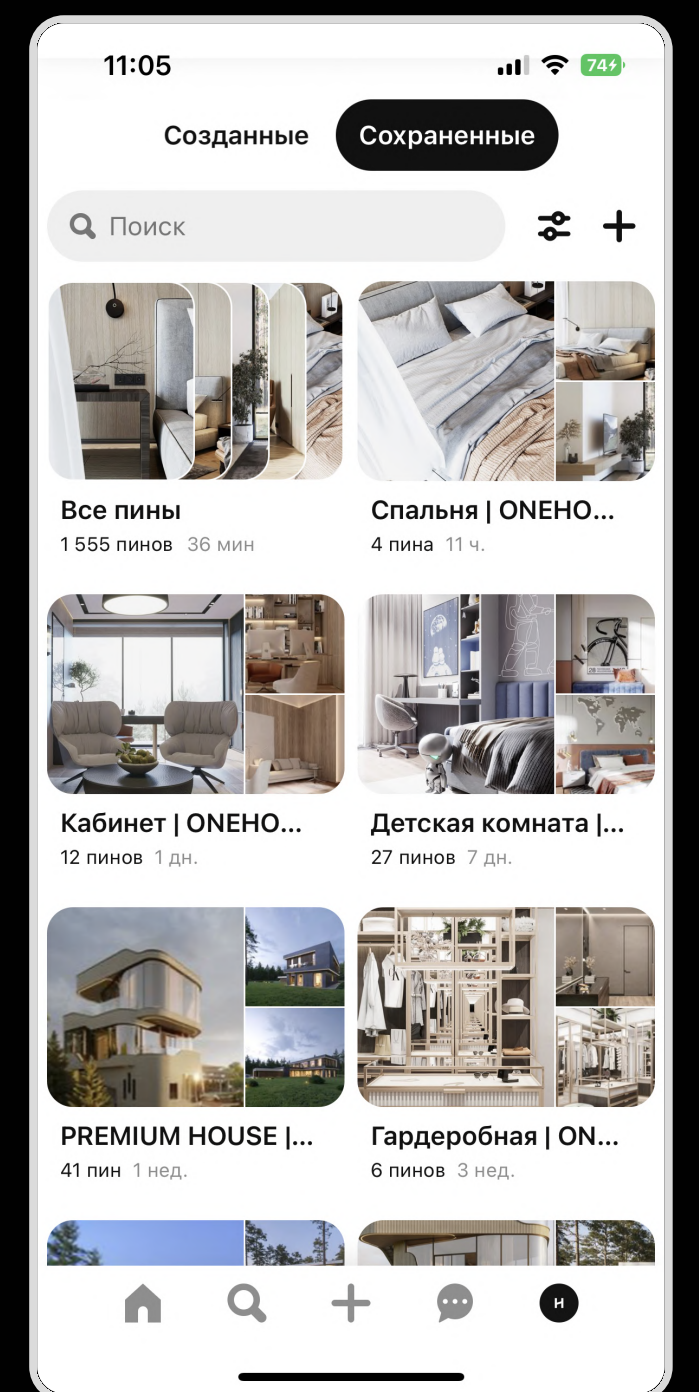 11:05
74
Созданные
Сохраненные
Поиск
Все пины
1 555 пинов 36 мин
Спальня | ONEHO...
4 пина 11 ч.
Кабинет | ONEHO...
12 пинов 1 дн.
Детская комната |...
27 пинов 7 дн.
PREMIUM HOUSE |...
41 пин 1 нед.
Гардеробная | ON...
6 пинов 3 нед.
H